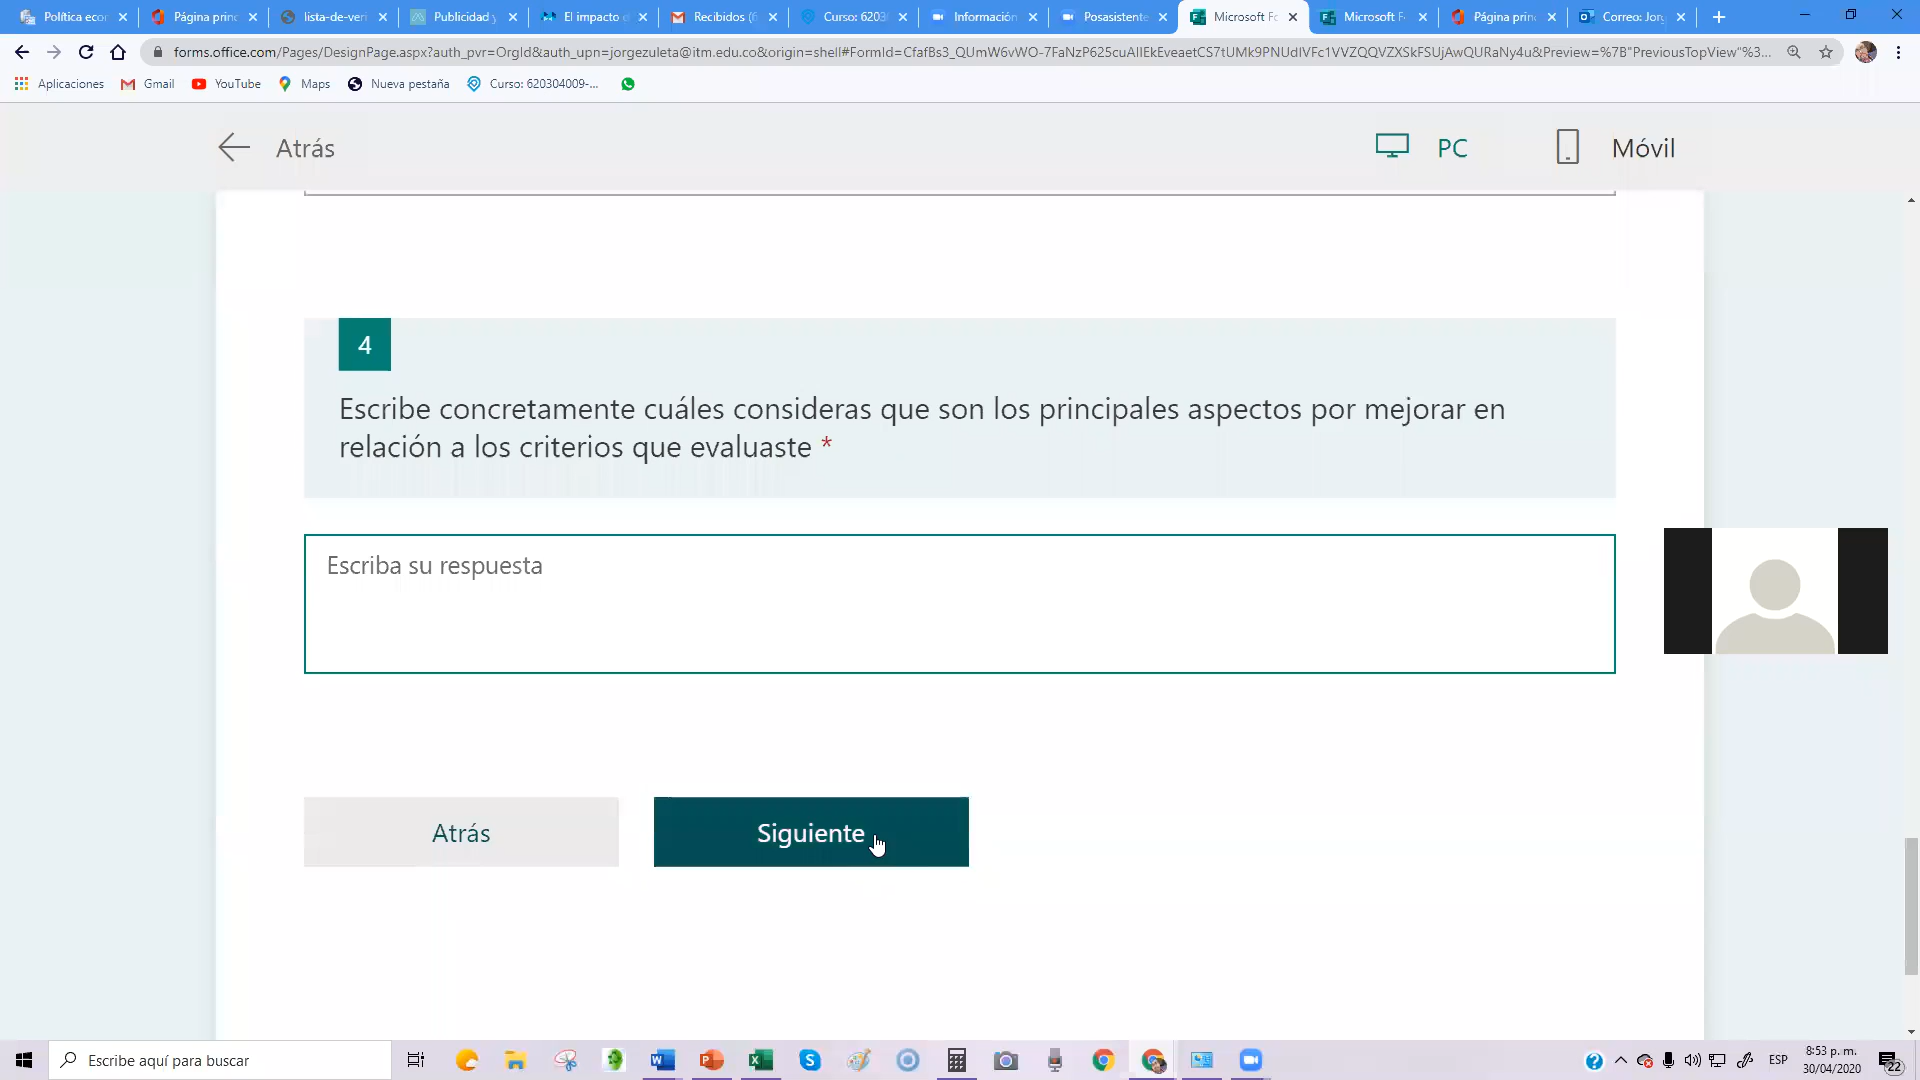 Política ecor
Página princ
lista-de-veri
Publicidad y
El impacto d
Recibidos (6
Curso: 6203
Información
Posasistente
Microsoft Fo
Microsoft F
Página princ
Correo: Jorg
forms.office.com/Pages/DesignPage.aspx?auth_pvr=OrgId&auth_upn=jorgezuleta@itm.edu.co&origin=shell#FormId=CfafBs3_QUmW6vWO-7FaNzP625cuAIlEkEveaetCS7tUMk9PNUdIVFc1VVZQQVZXSkFSUjAwQURaNy4u&Preview=%7B"PreviousTopView"%3...
Aplicaciones
Gmail
YouTube
Maps
Nueva pestaña
Curso: 620304009-...
Atrás
PC
Móvil
4
Escribe concretamente cuáles consideras que son los principales aspectos por mejorar en
relación a los criterios que evaluaste *
Escriba su respuesta
Atrás
Siguiente
Escribe aquí para buscar
ESP
8:53 p. m.
30/04/2020
22